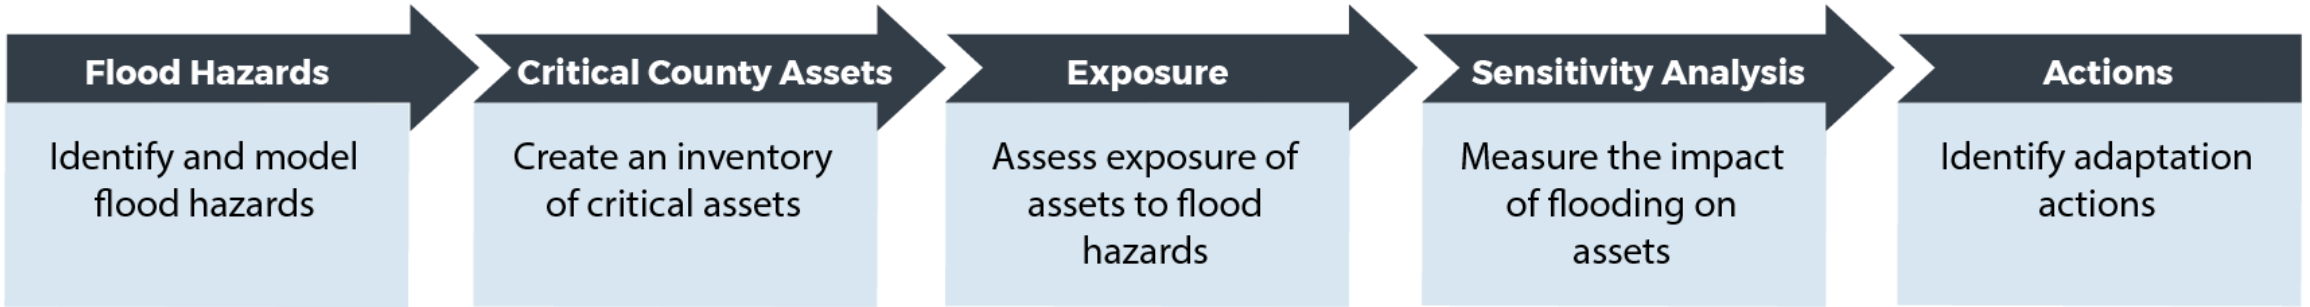 Flood Hazards
Identify and model
flood hazards
Critical County Assets
Create an inventory
of critical assets
Exposure
Assess exposure of
assets to flood
hazards
Sensitivity Analysis
Measure the impact
of flooding on
assets
Actions
Identify adaptation
actions